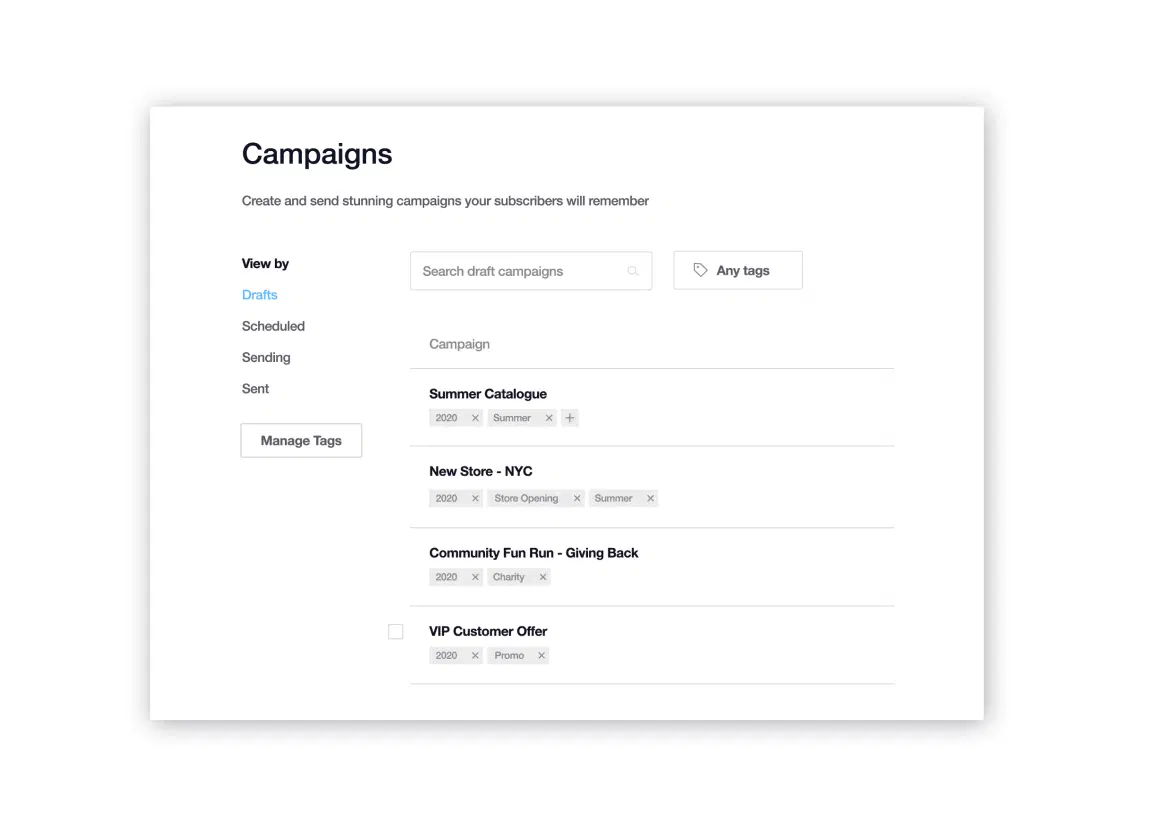 Campaigns
Create and send stunning campaigns your subscribers will remember
View by
Drafts
Scheduled
Sending
Sent
Manage Tags
Search draft campaigns
Any tags
Campaign
Summer Catalogue
2020 × Summer × +
New Store - NYC
2020 × Store Opening × Summer ×
Community Fun Run - Giving Back
2020 × Charity ×
VIP Customer Offer
2020 × Promo ×